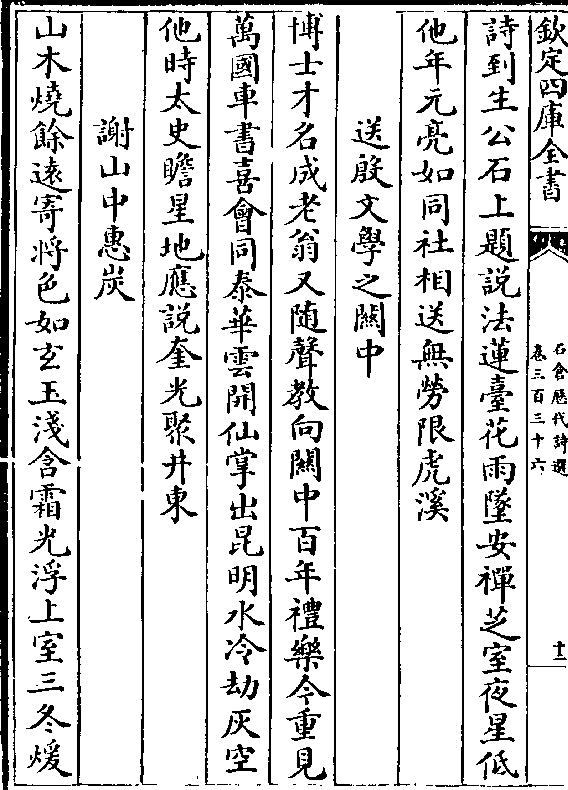 欽定四庫全書
石倉歷代詩選
卷三百三十六
十二
詩到生公石上題說法蓮臺花雨墜安禪芝室夜星低
他年元亮如同社相送無勞限虎溪
送殷文學之關中
博士才名成老翁又随聲教向關中百年禮樂今重見
萬國車書喜會同泰華雲開仙掌出昆明水冷劫灰空
他時太史瞻星地應說奎光聚井東
謝山中惠炭
山木燒餘遠寄將色如玄玉淺含霜光浮上室三冬煖